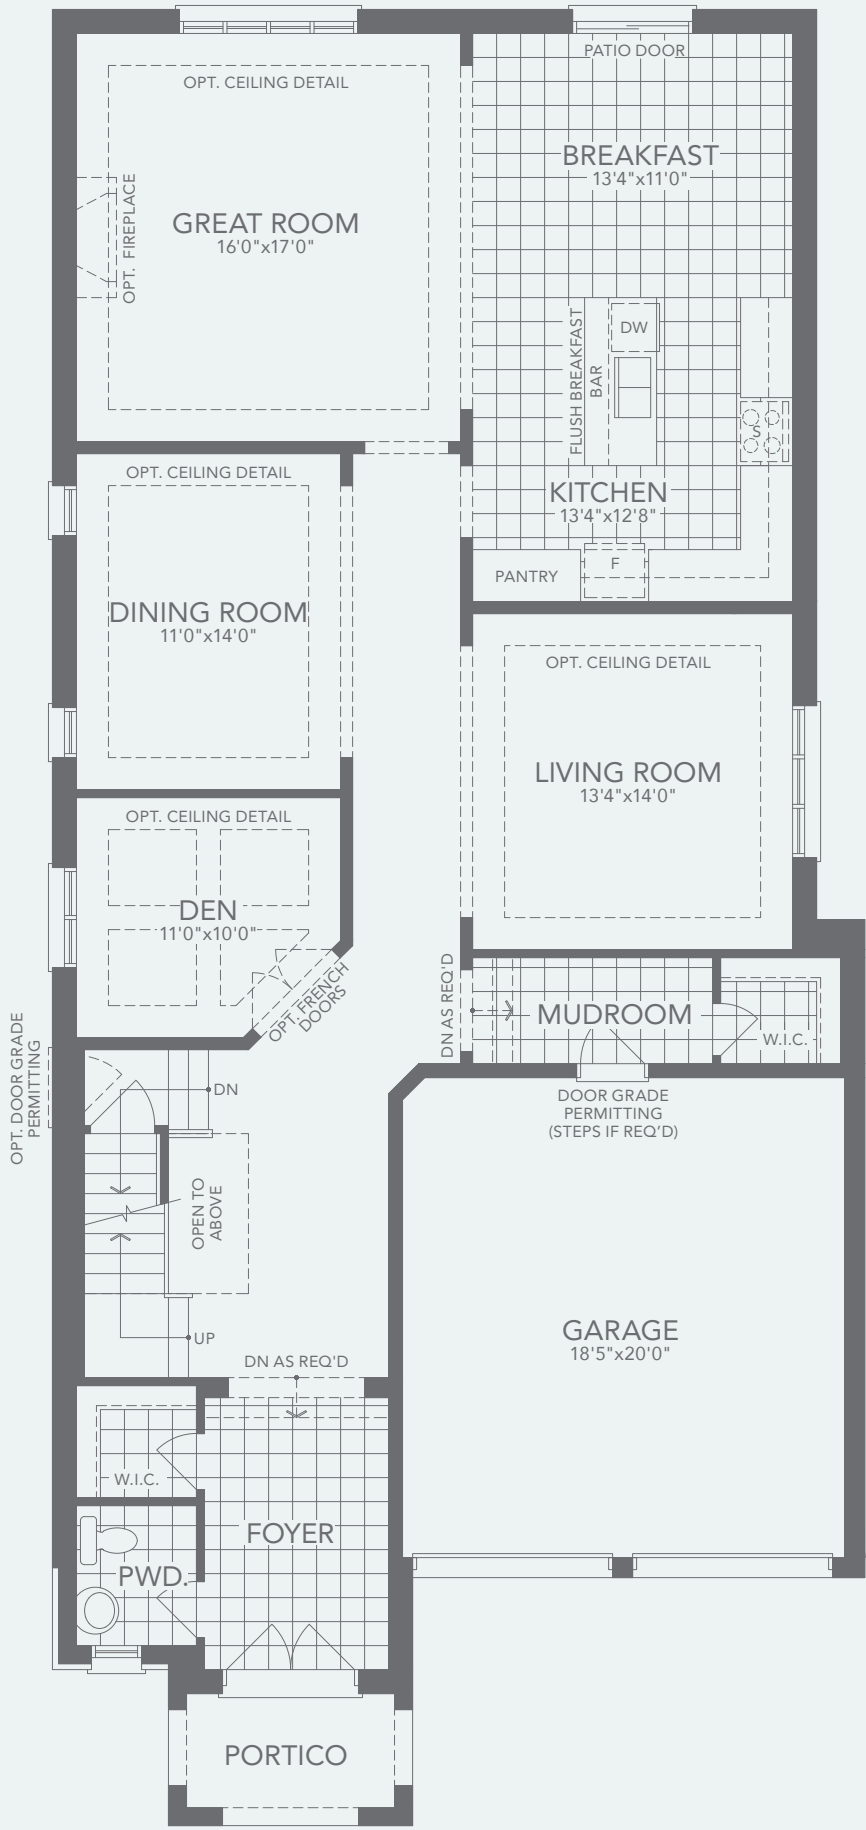 PATIO DOOR
OPT. CEILING DETAIL
BREAKFAST
13'4"x11'0"
OPT. FIREPLACE
GREAT ROOM
16'0"x17'0"
DW
FLUSH BREAKFAST
BAR
S
OPT. CEILING DETAIL
KITCHEN
13'4"x12'8"
F
PANTRY
DINING ROOM
11'0"x14'0"
OPT. CEILING DETAIL
LIVING ROOM
13'4"x14'0"
OPT. CEILING DETAIL
DEN
11'0"x10'0"
OPT. FRENCH
DOORS
DN AS REQ'D
MUDROOM
W.I.C.
OPT. DOOR GRADE
PERMITTING
DN
DOOR GRADE
PERMITTING
(STEPS IF REQ'D)
OPEN TO
ABOVE
UP
GARAGE
18'5"x20'0"
DN AS REQ'D
W.I.C.
FOYER
PWD.
PORTICO